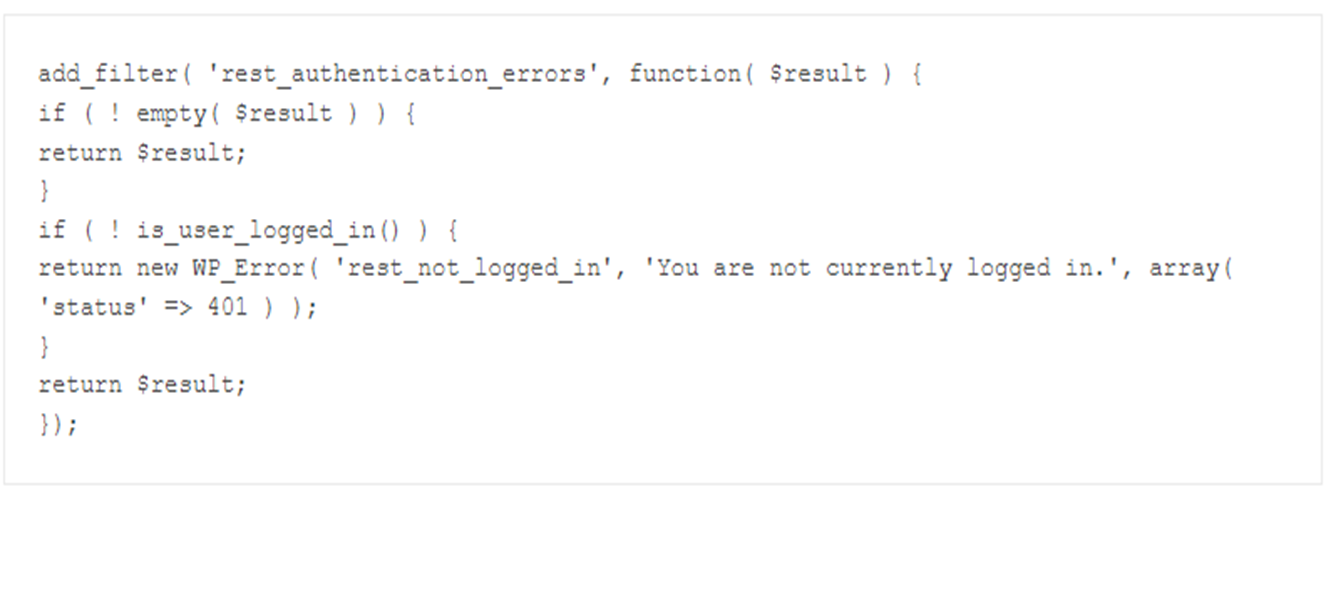 add_filter( 'rest_authentication_errors', function( $result ) {
if ( ! empty( $result ) ) {
return $result;
}
if ( ! is_user_logged_in() ) {
return new WP_Error( 'rest_not_logged_in', 'You are not currently logged in.', array(
'status' => 401 ) );
}
return $result;
});